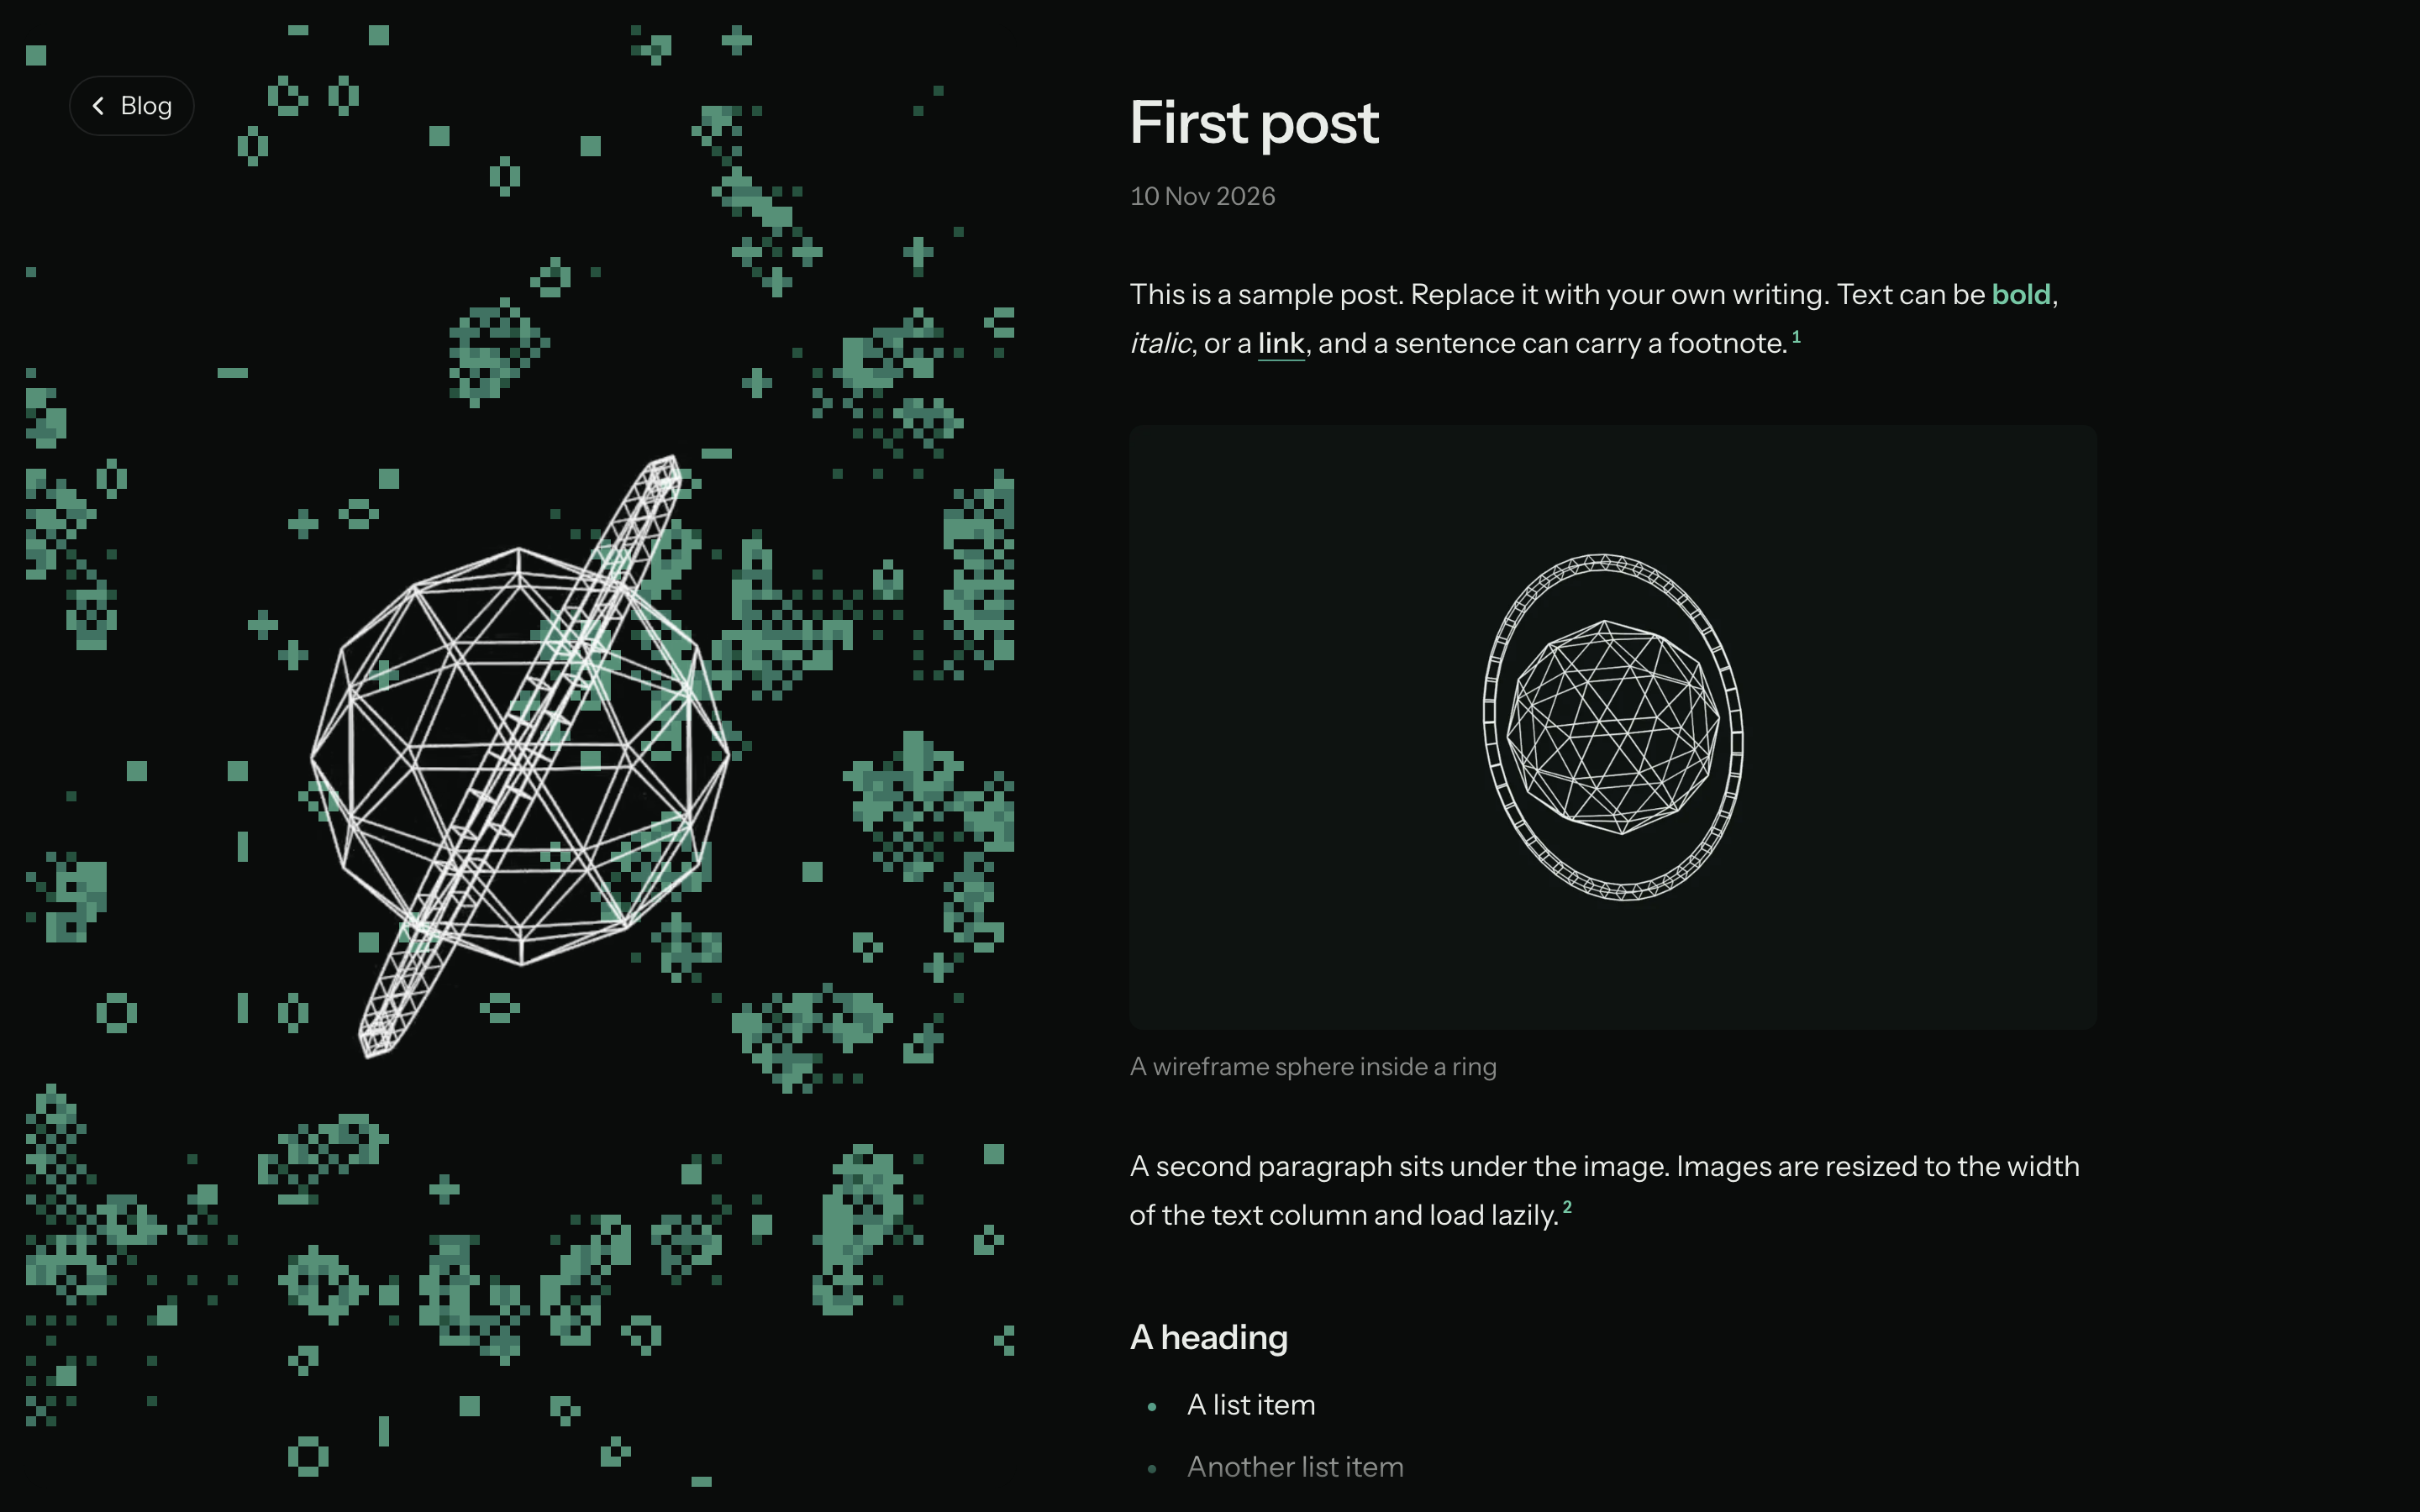 Blog
First post
10 Nov 2026
This is a sample post. Replace it with your own writing. Text can be bold,
italic, or a link, and a sentence can carry a footnote.1
A wireframe sphere inside a ring
A second paragraph sits under the image. Images are resized to the width
of the text column and load lazily.2
A heading
• A list item
• Another list item